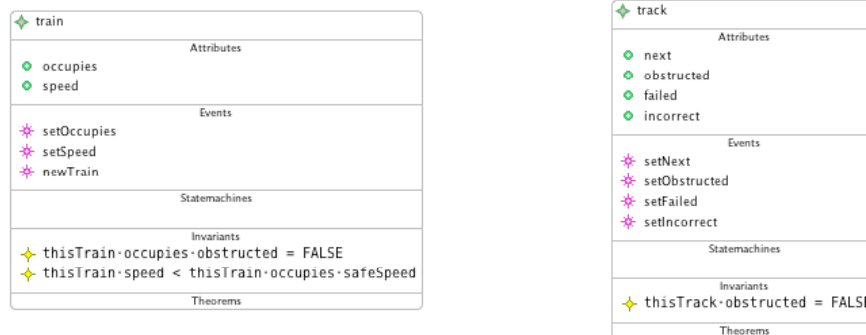 train
Attributes
occupies
speed
Events
setOccupies
setSpeed
newTrain
Statemachines
Invariants
thisTrain·occupies·obstructed = FALSE
thisTrain·speed < thisTrain·occupies·safeSpeed
Theorems
track
Attributes
next
obstructed
failed
incorrect
Events
setNext
setObstructed
setFailed
setIncorrect
Statemachines
Invariants
thisTrack·obstructed = FALSE
Theorems